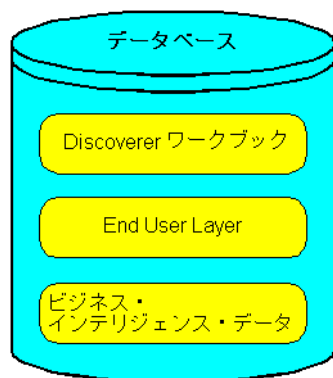 データベース
Discoverer ワークブック
End User Layer
ビジネス・
インテリジェンス・データ